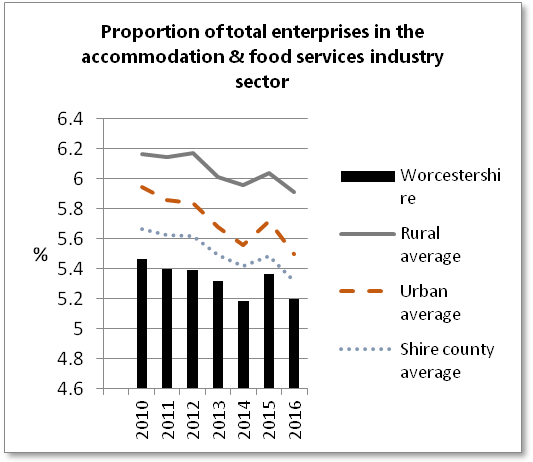 Proportion of total enterprises in the
accommodation & food services industry
sector
6.4
6.2
6
5.8
5.6
5.4
5.2
5
4.8
4.6
%
2010
2011
2012
2013
2014
2015
2016
Worcestershi
re
Rural
average
Urban
average
Shire county
average